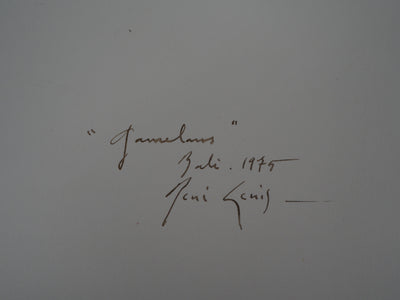 "Gamelans"
Bali. 1975
René Genis